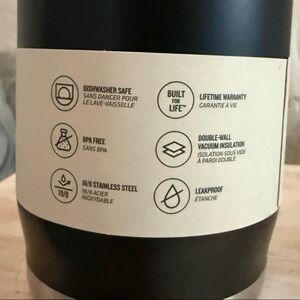 DISHWASHER SAFE
SANS DANGER POUR
LE LAVE-VAISSELLE
BPA FREE
SANS BPA
18/8
18/8 STAINLESS STEEL
18/8 ACIER
INOXYDABLE
BUILT
FOR
LIFE™
LIFETIME WARRANTY
GARANTIE À VIE
DOUBLE-WALL
VACUUM INSULATION
ISOLATION SOUS VIDE
À PAROI DOUBLE
LEAKPROOF
ÉTANCHE